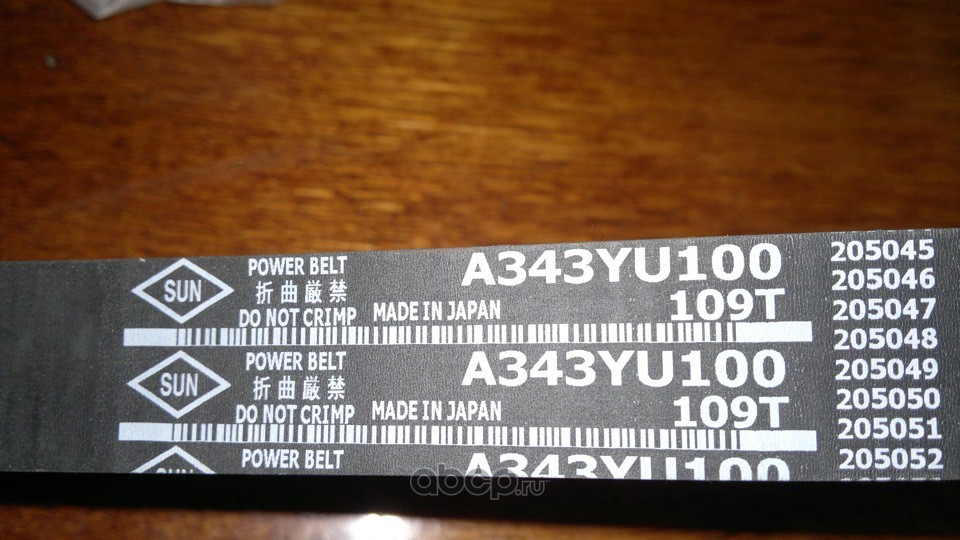 SUN
POWER BELT
折曲厳禁
DO NOT CRIMP
MADE IN JAPAN
A343YU100
109T
SUN
POWER BELT
折曲厳禁
DO NOT CRIMP
MADE IN JAPAN
A343YU100
109T
SUN
POWER BELT
A343YU100
205045
205046
205047
205048
205049
205050
205051
205052
abcp.ru